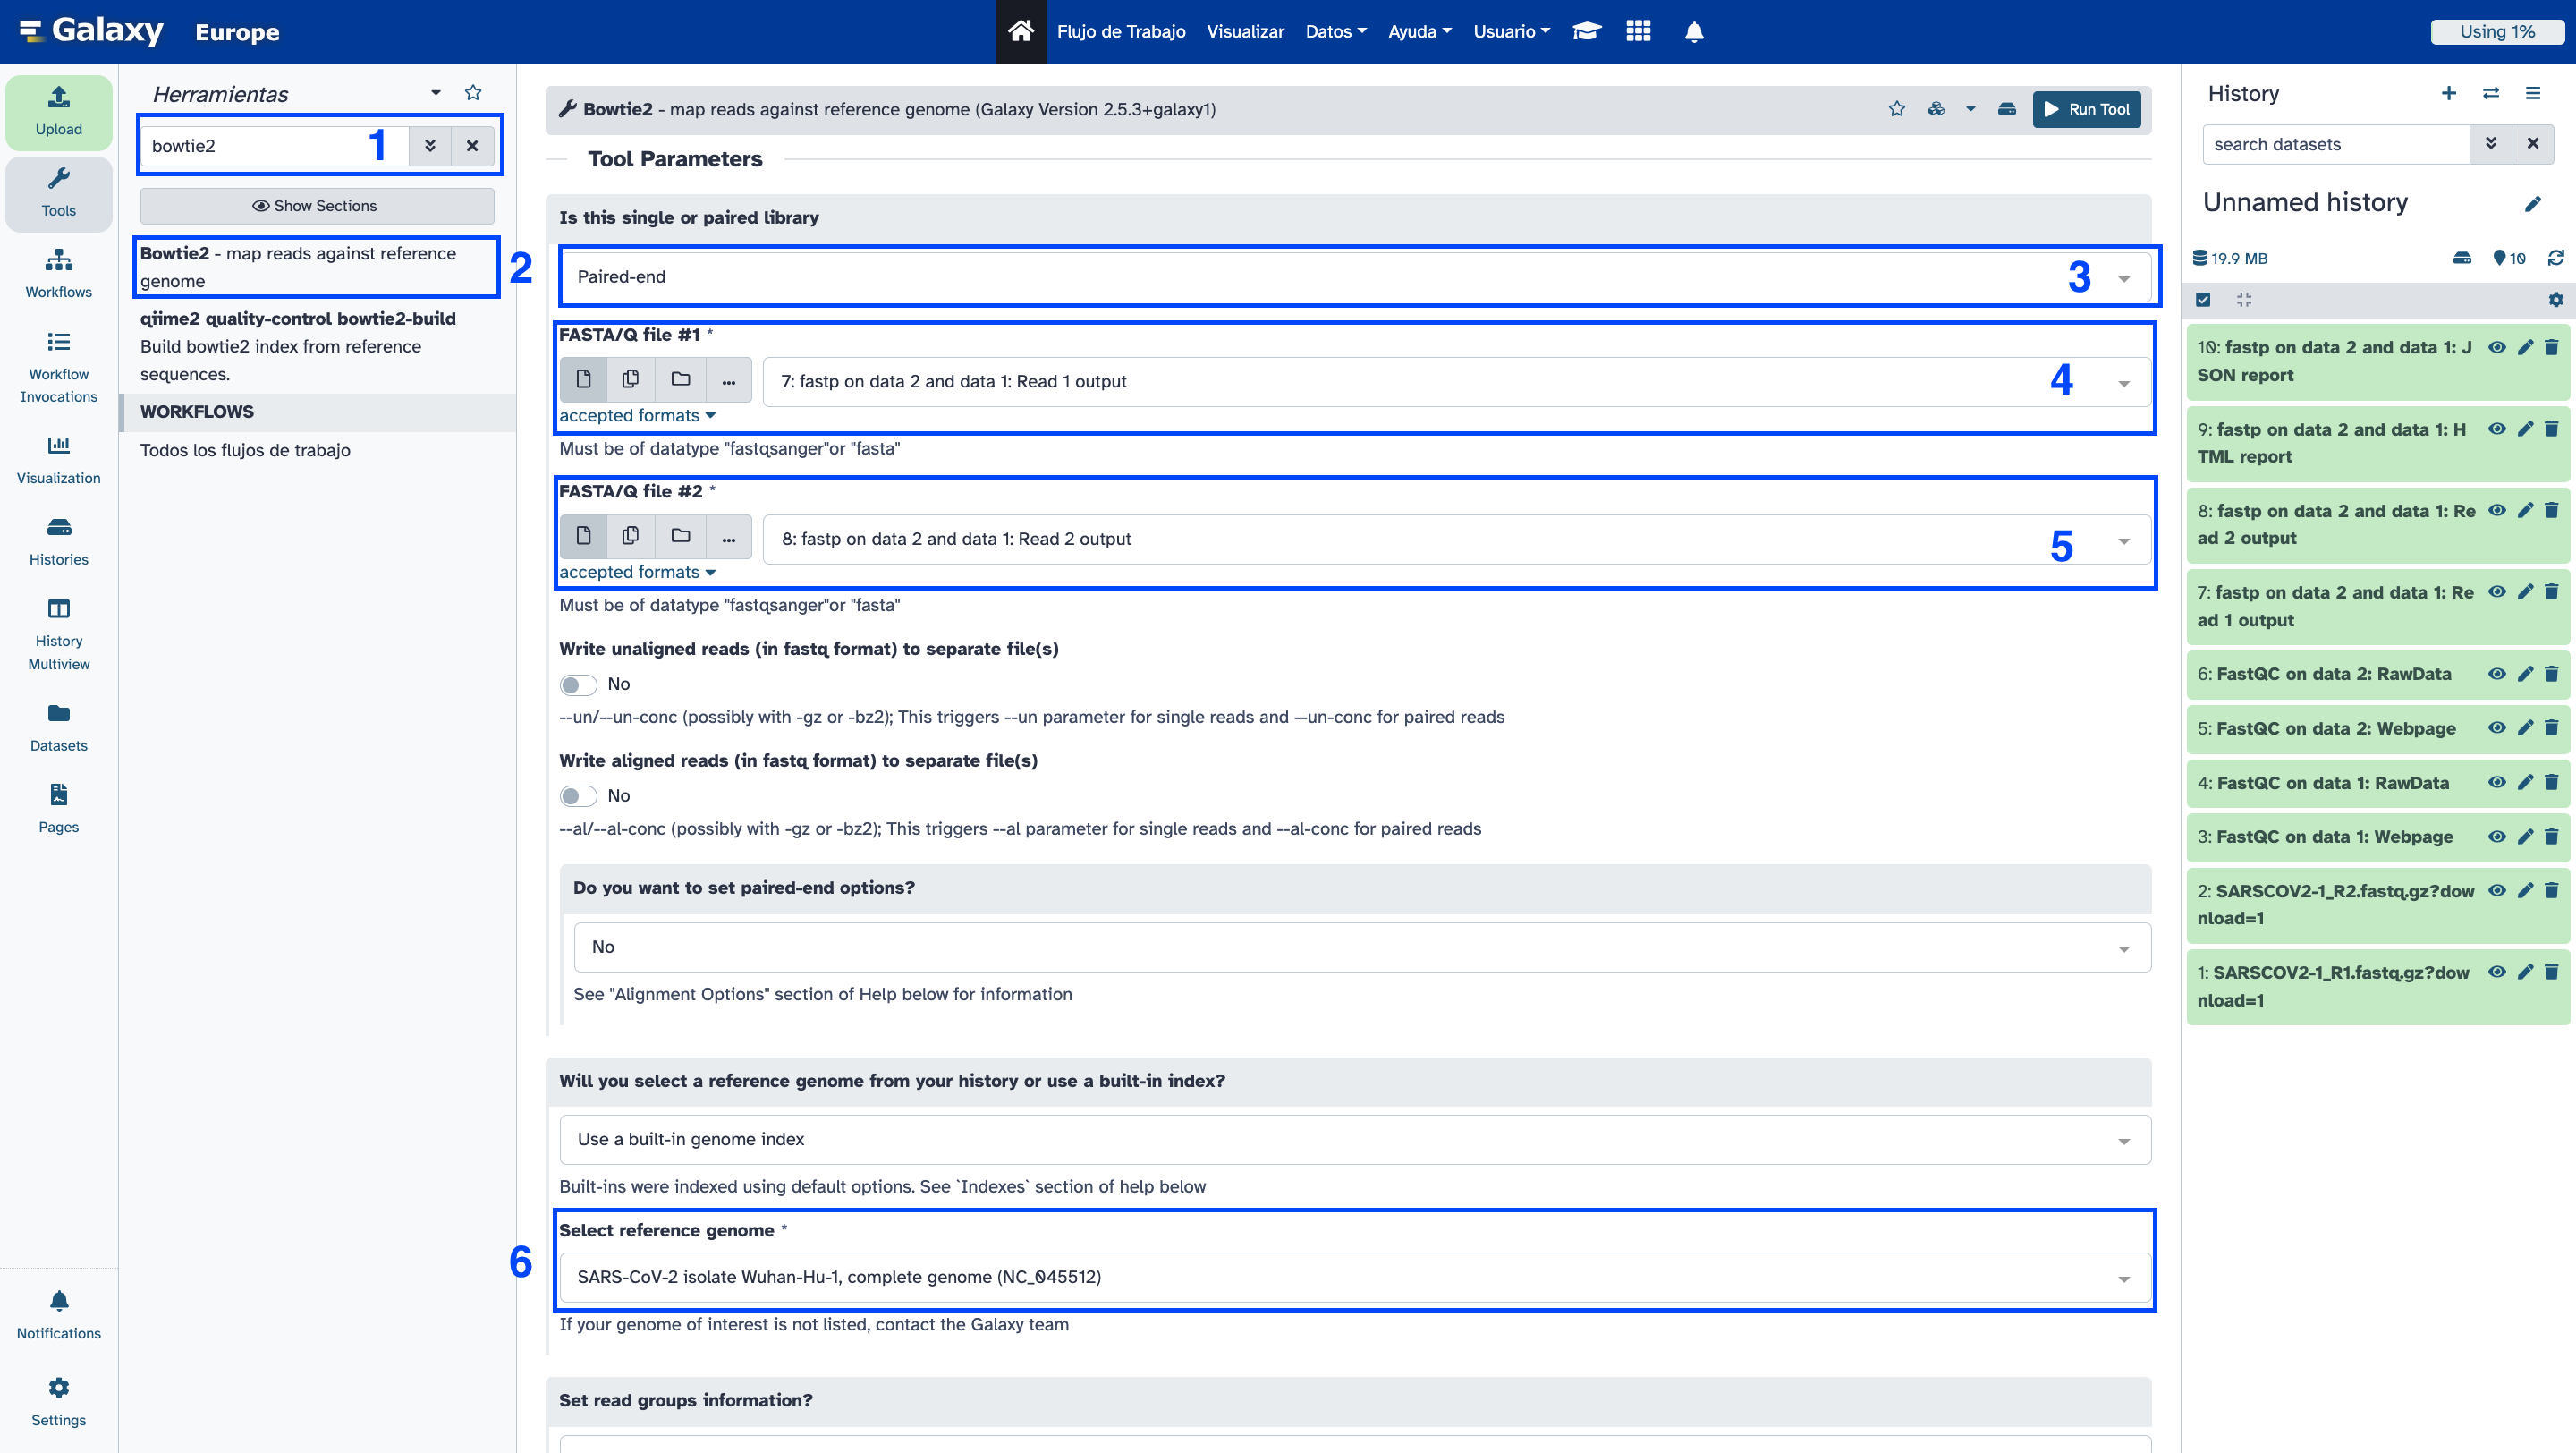 Galaxy Europe
Flujo de Trabajo Visualizar Datos Ayuda Usuario
Using 1%
Upload
Tools
Workflows
Workflow
Invocations
Visualization
Histories
History
Multiview
Datasets
Pages
Notifications
Settings
Herramientas
bowtie2 1
Show Sections
Bowtie2 - map reads against reference
genome
2
qiime2 quality-control bowtie2-build
Build bowtie2 index from reference
sequences.
WORKFLOWS
Todos los flujos de trabajo
Bowtie2 - map reads against reference genome (Galaxy Version 2.5.3+galaxy1)
Run Tool
Tool Parameters
Is this single or paired library
Paired-end 3
FASTA/Q file #1 *
... 7: fastp on data 2 and data 1: Read 1 output 4
accepted formats
Must be of datatype "fastqsanger"or "fasta"
FASTA/Q file #2 *
... 8: fastp on data 2 and data 1: Read 2 output 5
accepted formats
Must be of datatype "fastqsanger"or "fasta"
Write unaligned reads (in fastq format) to separate file(s)
No
--un/--un-conc (possibly with -gz or -bz2); This triggers --un parameter for single reads and --un-conc for paired reads
Write aligned reads (in fastq format) to separate file(s)
No
--al/--al-conc (possibly with -gz or -bz2); This triggers --al parameter for single reads and --al-conc for paired reads
Do you want to set paired-end options?
No
See "Alignment Options" section of Help below for information
Will you select a reference genome from your history or use a built-in index?
Use a built-in genome index
Built-ins were indexed using default options. See `Indexes` section of help below
6
Select reference genome *
SARS-CoV-2 isolate Wuhan-Hu-1, complete genome (NC_045512)
If your genome of interest is not listed, contact the Galaxy team
Set read groups information?
History
search datasets
Unnamed history
19.9 MB 10
10: fastp on data 2 and data 1: J
SON report
9: fastp on data 2 and data 1: H
TML report
8: fastp on data 2 and data 1: Re
ad 2 output
7: fastp on data 2 and data 1: Re
ad 1 output
6: FastQC on data 2: RawData
5: FastQC on data 2: Webpage
4: FastQC on data 1: RawData
3: FastQC on data 1: Webpage
2: SARSCOV2-1_R2.fastq.gz?dow
nload=1
1: SARSCOV2-1_R1.fastq.gz?dow
nload=1